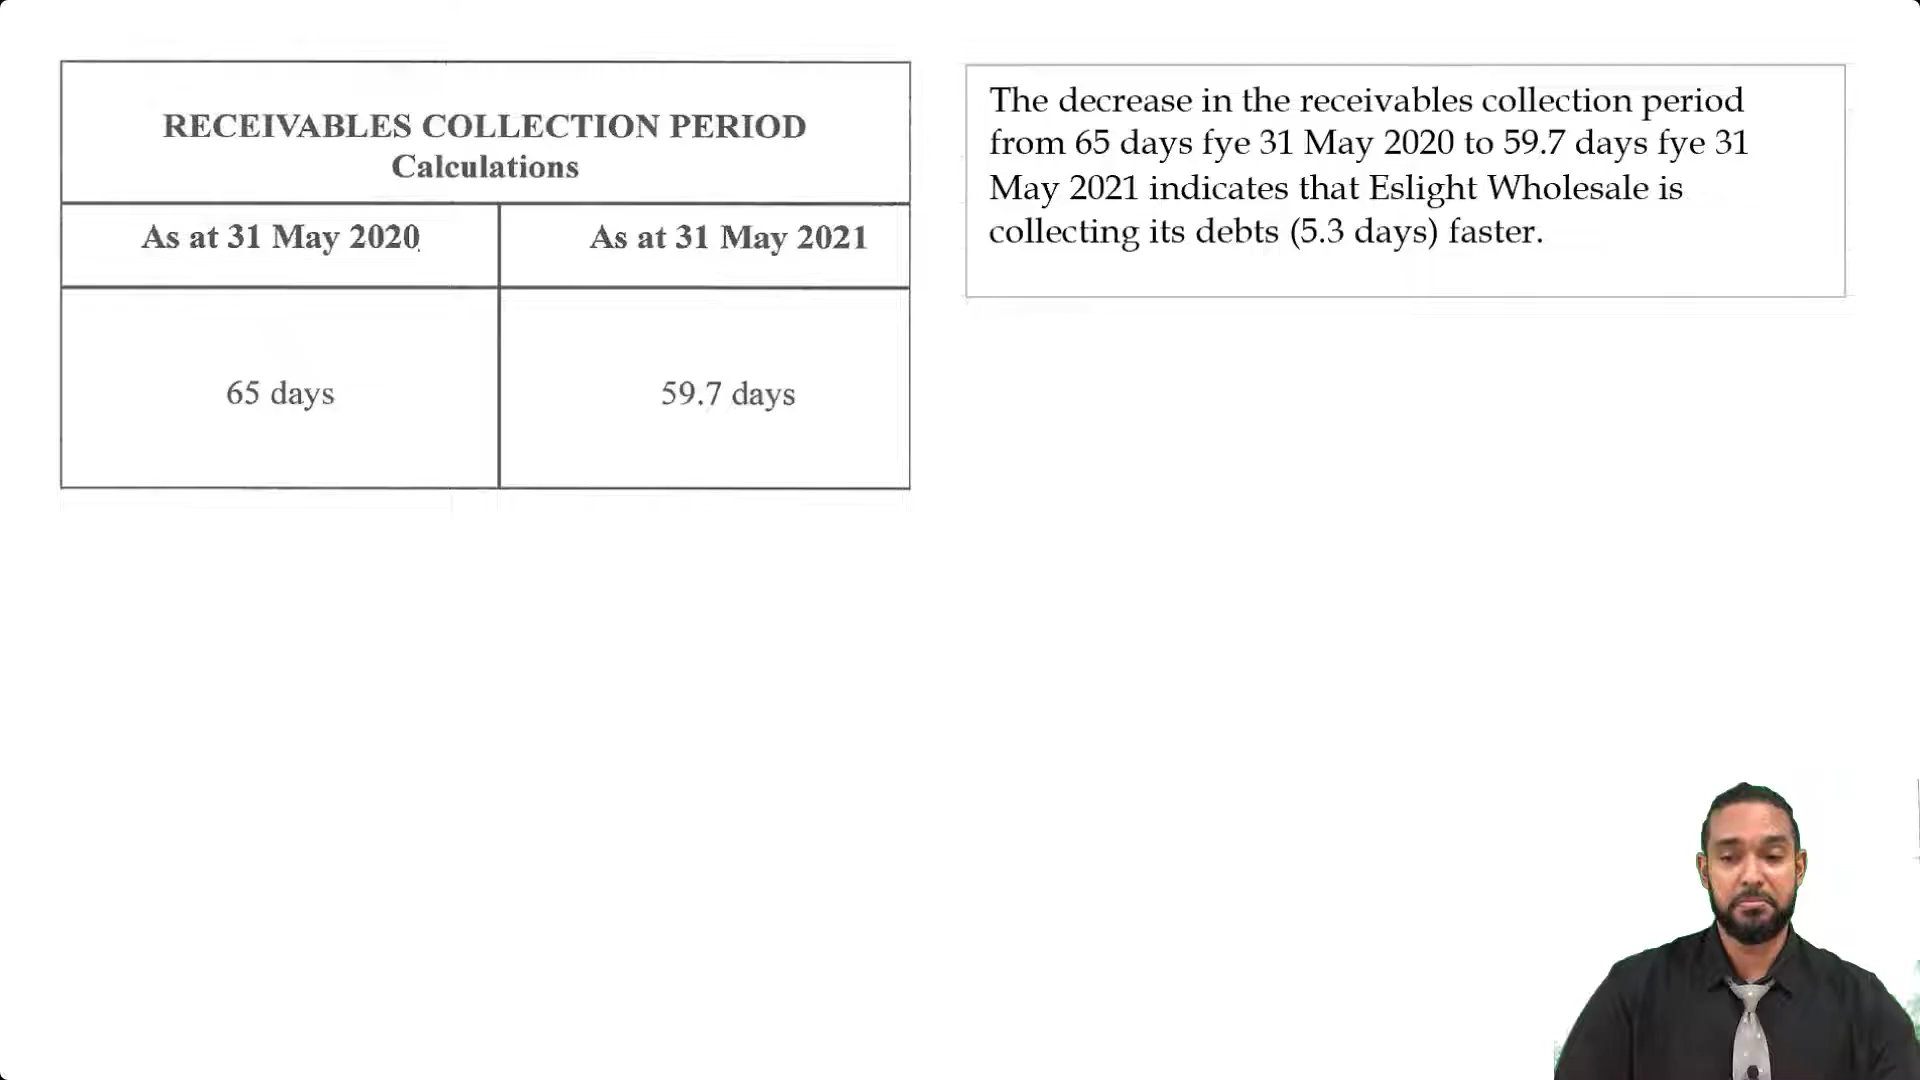 RECEIVABLES COLLECTION PERIOD
Calculations
As at 31 May 2020
As at 31 May 2021
65 days
59.7 days
The decrease in the receivables collection period
from 65 days fye 31 May 2020 to 59.7 days fye 31
May 2021 indicates that Eslight Wholesale is
collecting its debts (5.3 days) faster.